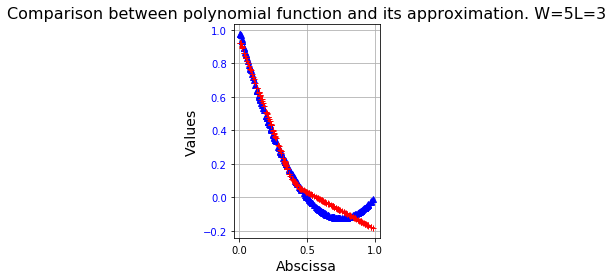 Comparison between polynomial function and its approximation. W=5L=3
1.0
0.8
0.6
0.4
0.2
0.0
−0.2
Values
0.0 0.5 1.0
Abscissa